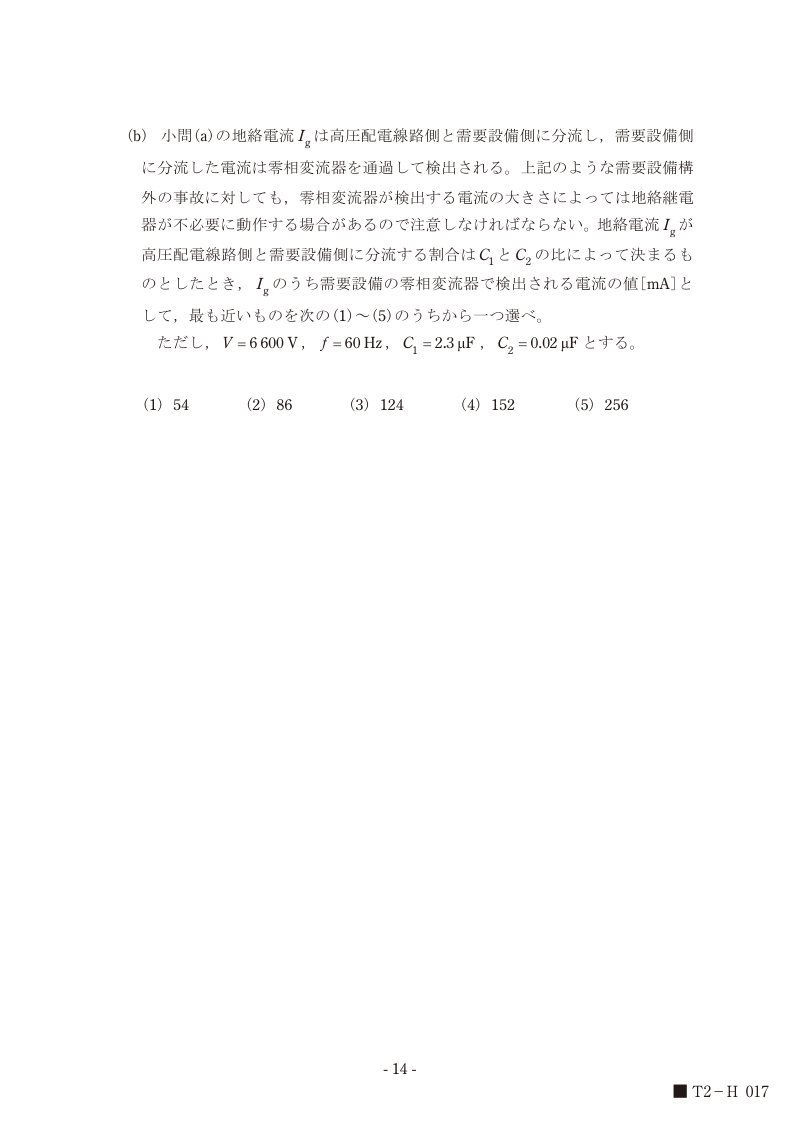 (b) 小問(a)の地絡電流 Ig は高圧配電線路側と需要設備側に分流し，需要設備側
に分流した電流は零相変流器を通過して検出される。上記のような需要設備構
外の事故に対しても，零相変流器が検出する電流の大きさによっては地絡継電
器が不必要に動作する場合があるので注意しなければならない。地絡電流 Ig が
高圧配電線路側と需要設備側に分流する割合は C1 と C2 の比によって決まるも
のとしたとき， Ig のうち需要設備の零相変流器で検出される電流の値[mA]と
して，最も近いものを次の(1)～(5)のうちから一つ選べ。
ただし， V = 6 600 V， f = 60 Hz， C1 = 2.3 μF， C2 = 0.02 μF とする。
(1) 54 (2) 86 (3) 124 (4) 152 (5) 256
- 14 -
■ T2－H 017